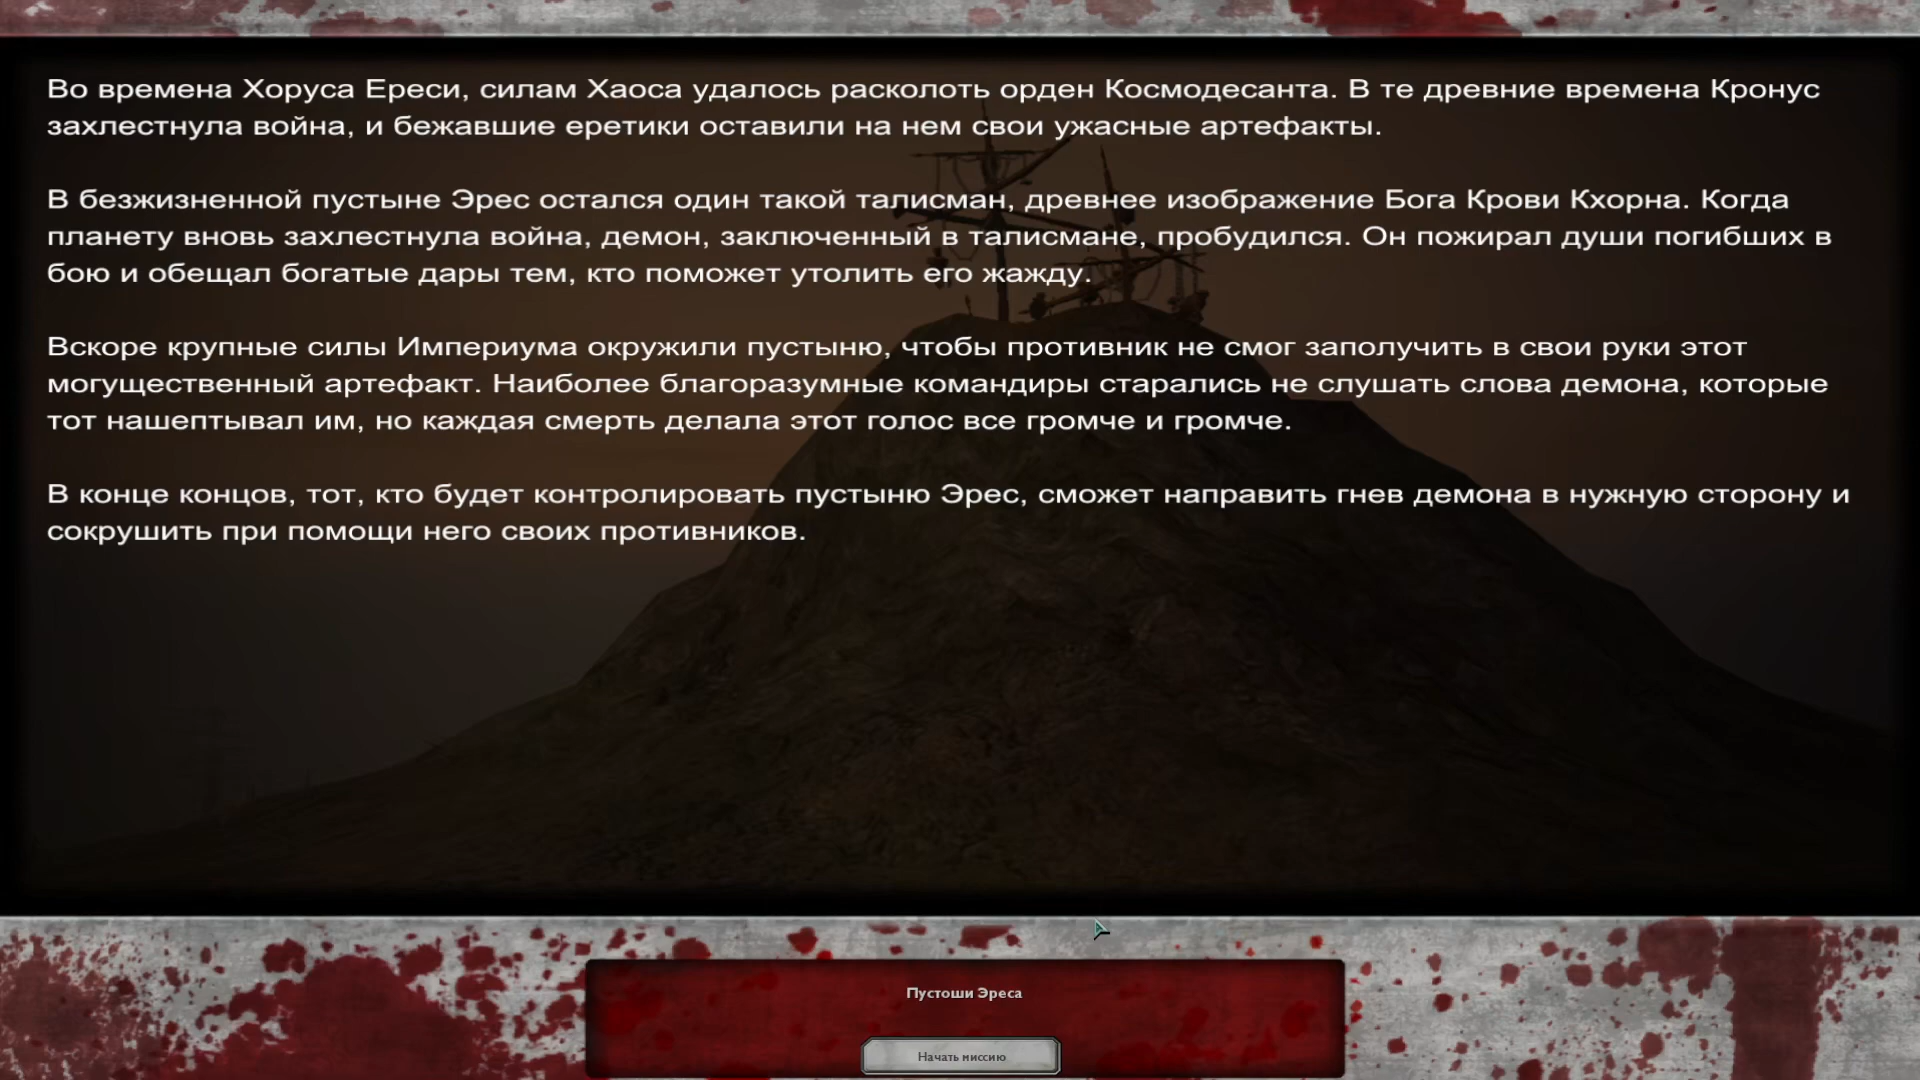 Во времена Хоруса Ереси, силам Хаоса удалось расколоть орден Космодесанта. В те древние времена Кронус
захлестнула война, и бежавшие еретики оставили на нем свои ужасные артефакты.
В безжизненной пустыне Эрес остался один такой талисман, древнее изображение Бога Крови Кхорна. Когда
планету вновь захлестнула война, демон, заключенный в талисмане, пробудился. Он пожирал души погибших в
бою и обещал богатые дары тем, кто поможет утолить его жажду.
Вскоре крупные силы Империума окружили пустыню, чтобы противник не смог заполучить в свои руки этот
могущественный артефакт. Наиболее благоразумные командиры старались не слушать слова демона, которые
тот нашептывал им, но каждая смерть делала этот голос все громче и громче.
В конце концов, тот, кто будет контролировать пустыню Эрес, сможет направить гнев демона в нужную сторону и
сокрушить при помощи него своих противников.
Пустоши Эреса
Начать миссию